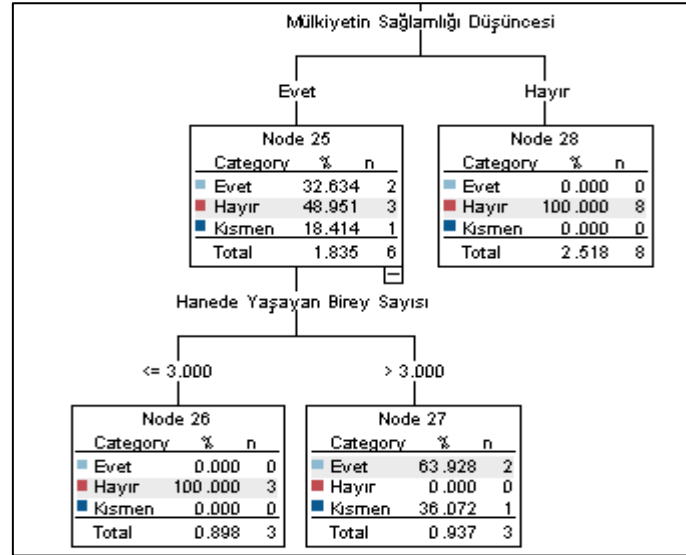 Mülkiyetin Sağlamlığı Düşüncesi
Evet
Hayır
Node 25
Category % n
Evet 32.634 2
Hayır 48.951 3
Kısmen 18.414 1
Total 1.835 6
Node 28
Category % n
Evet 0.000 0
Hayır 100.000 8
Kısmen 0.000 0
Total 2.518 8
Hanede Yaşayan Birey Sayısı
<= 3.000
> 3.000
Node 26
Category % n
Evet 0.000 0
Hayır 100.000 3
Kısmen 0.000 0
Total 0.898 3
Node 27
Category % n
Evet 63.928 2
Hayır 0.000 0
Kısmen 36.072 1
Total 0.937 3